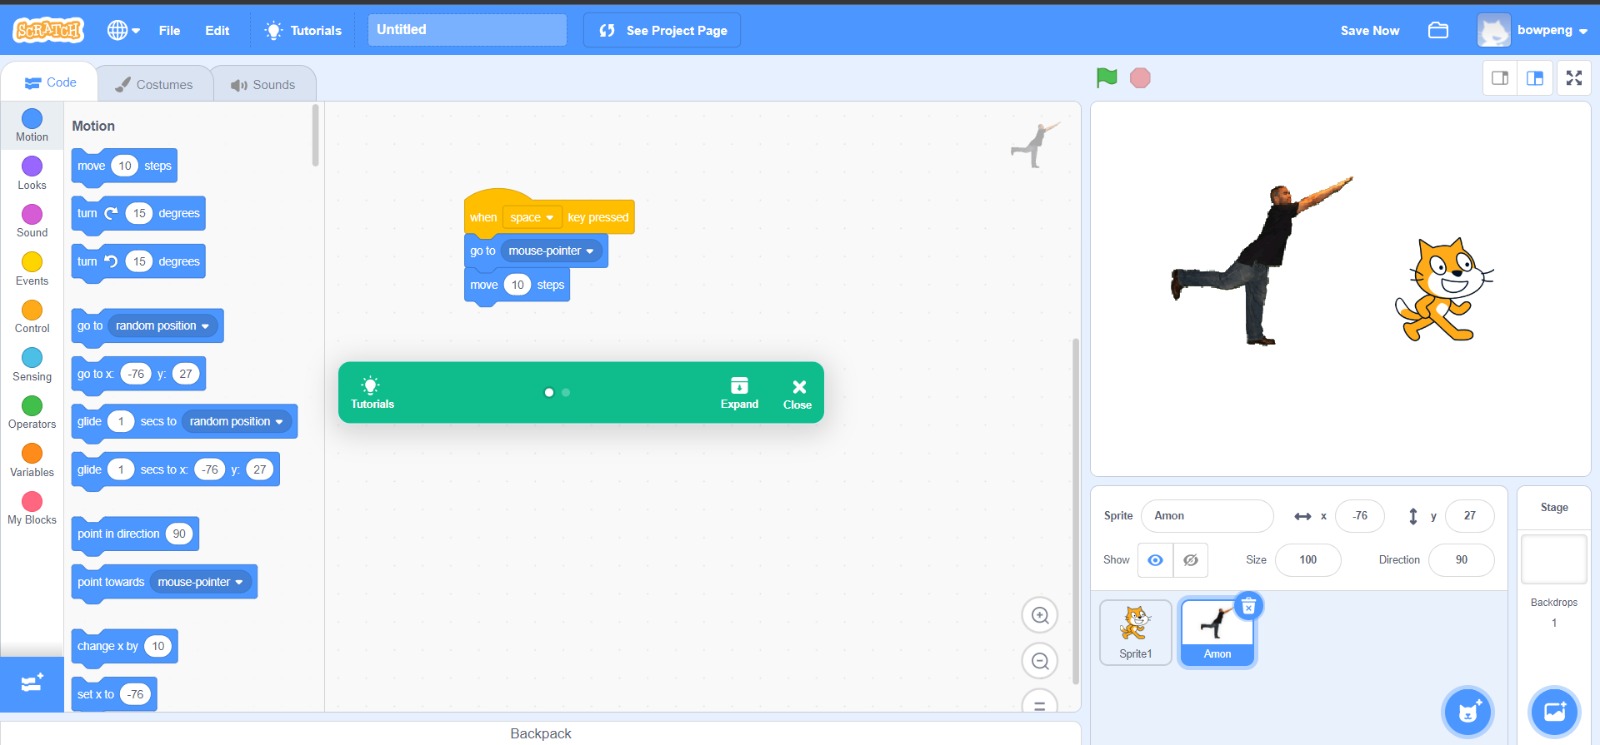 SCRATCH File Edit Tutorials Untitled See Project Page Save Now bowpeng
Code Costumes Sounds
Motion
Looks
Sound
Events
Control
Sensing
Operators
Variables
My Blocks
Motion
move 10 steps
turn 15 degrees
turn 15 degrees
go to random position
go to x: -76 y: 27
glide 1 secs to random position
glide 1 secs to x: -76 y: 27
point in direction 90
point towards mouse-pointer
change x by 10
set x to -76
when space key pressed
go to mouse-pointer
move 10 steps
Tutorials Expand Close
Backpack
Sprite Amon x -76 y 27
Show Size 100 Direction 90
Sprite1 Amon
Stage
Backdrops
1